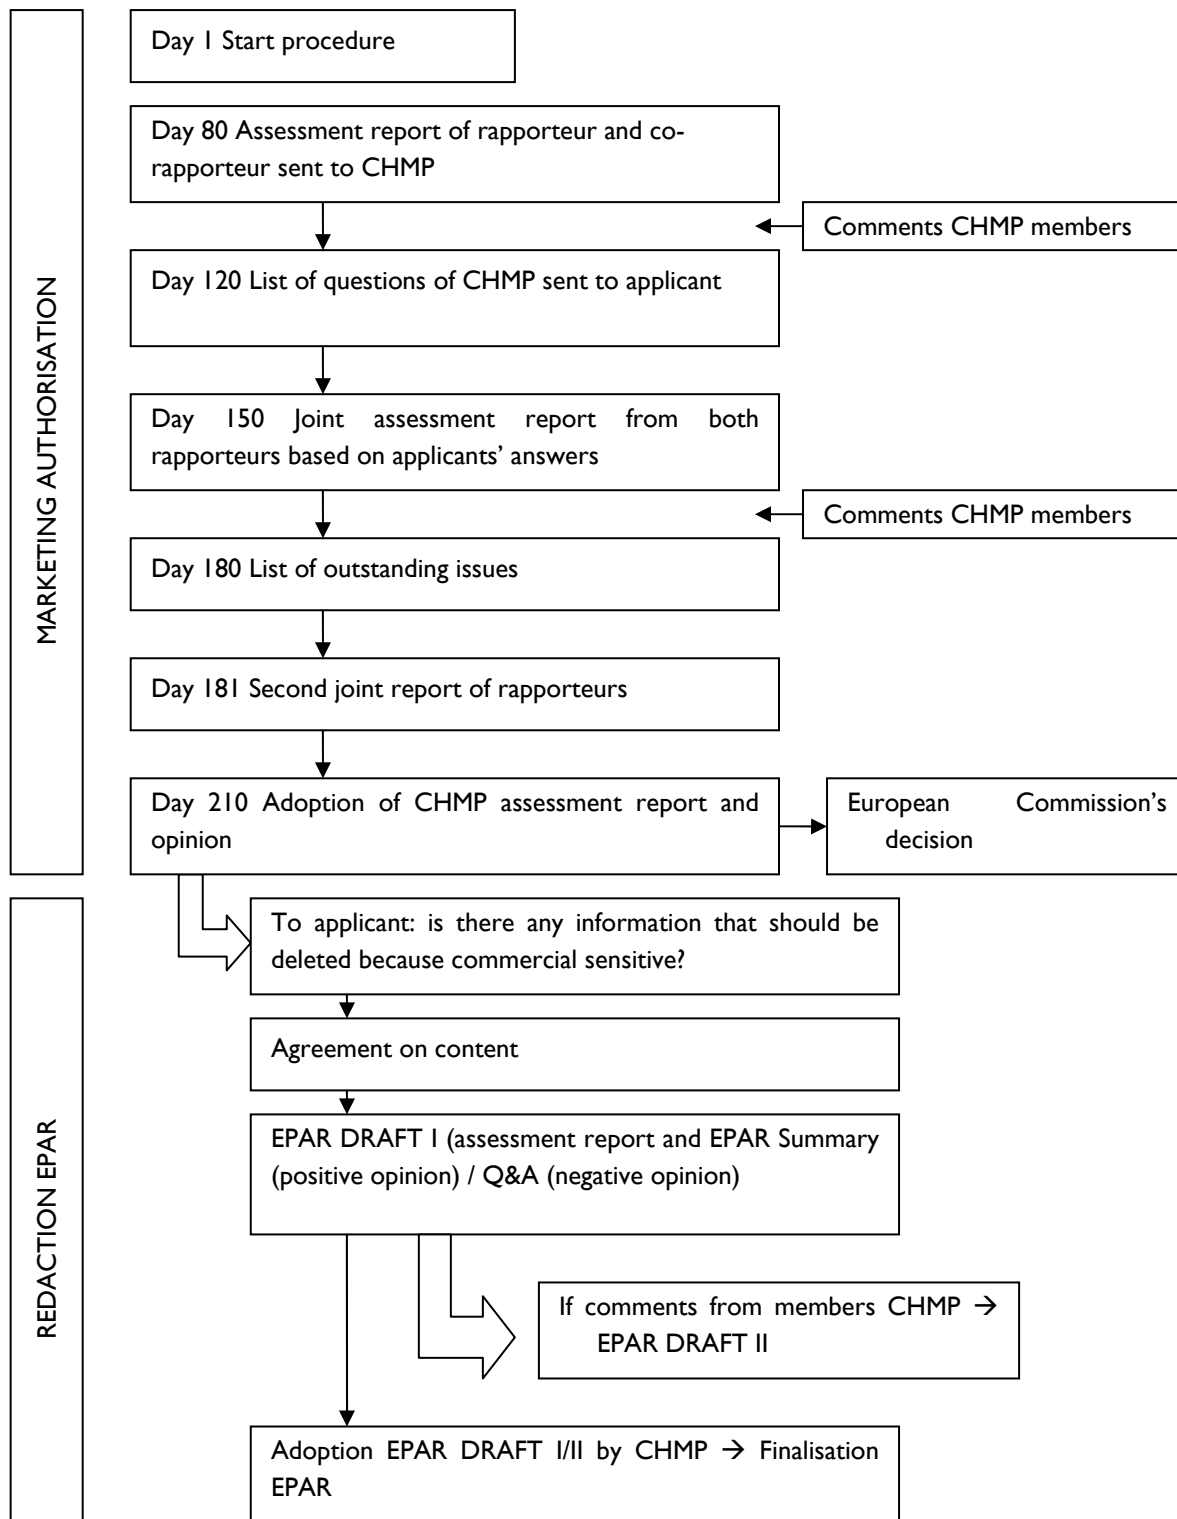 MARKETING AUTHORISATION
Day 1 Start procedure
Day 80 Assessment report of rapporteur and co-
rapporteur sent to CHMP
Comments CHMP members
Day 120 List of questions of CHMP sent to applicant
Day 150 Joint assessment report from both
rapporteurs based on applicants’ answers
Comments CHMP members
Day 180 List of outstanding issues
Day 181 Second joint report of rapporteurs
Day 210 Adoption of CHMP assessment report and
opinion
European Commission’s
decision
REDACTION EPAR
To applicant: is there any information that should be
deleted because commercial sensitive?
Agreement on content
EPAR DRAFT I (assessment report and EPAR Summary
(positive opinion) / Q&A (negative opinion)
If comments from members CHMP →
EPAR DRAFT II
Adoption EPAR DRAFT I/II by CHMP → Finalisation
EPAR